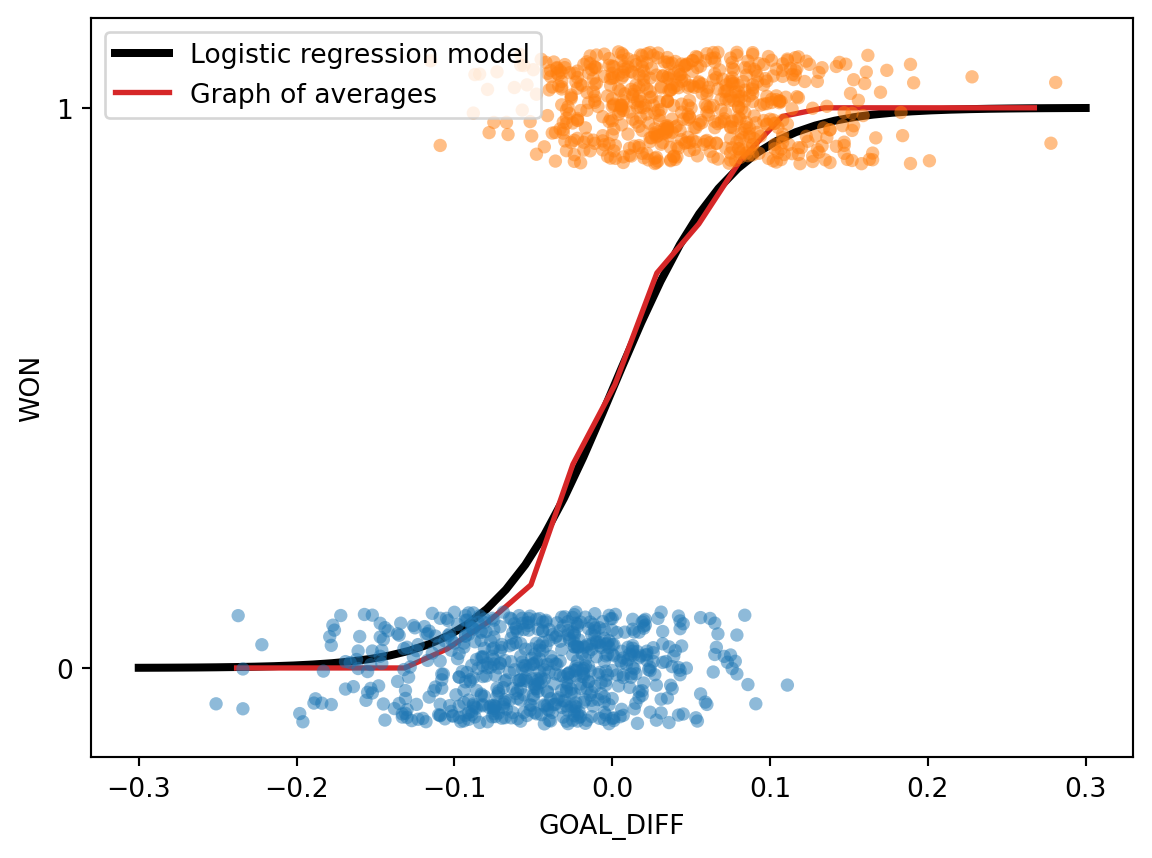 Logistic regression model
Graph of averages
1
WON
0
−0.3 −0.2 −0.1 0.0 0.1 0.2 0.3
GOAL_DIFF